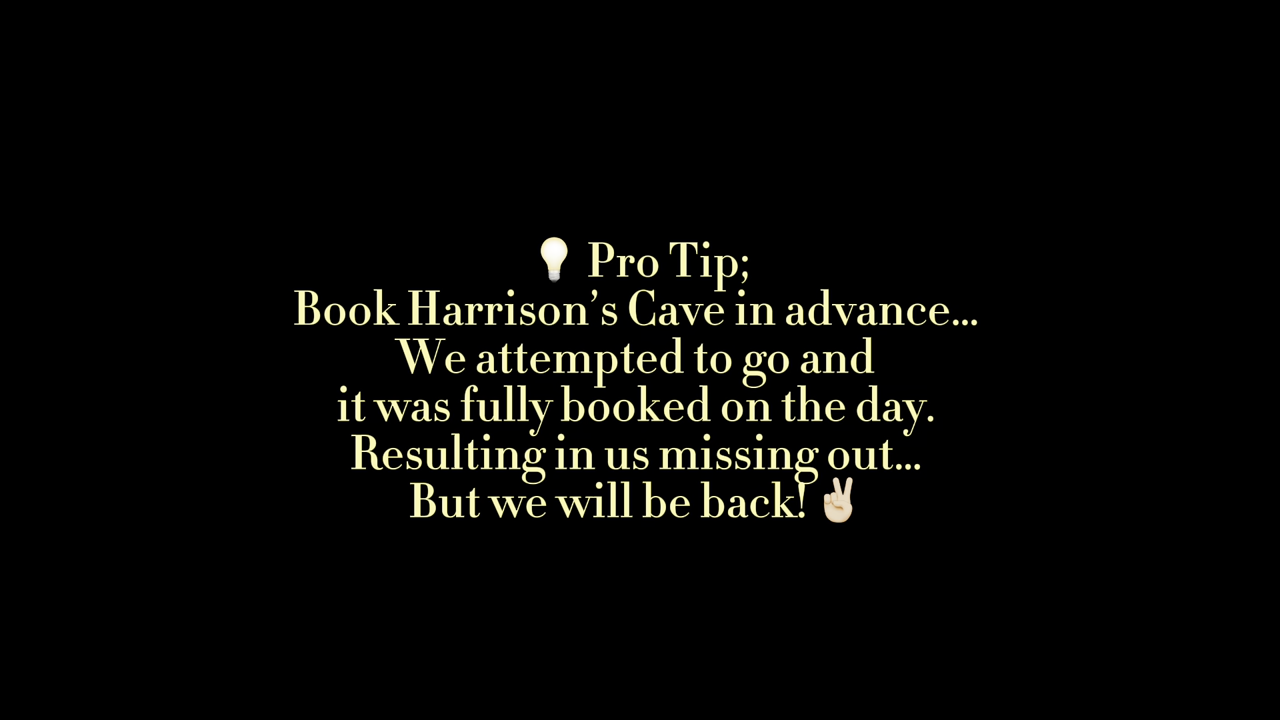 💡 Pro Tip;
Book Harrison’s Cave in advance...
We attempted to go and
it was fully booked on the day.
Resulting in us missing out...
But we will be back! ✌🏻